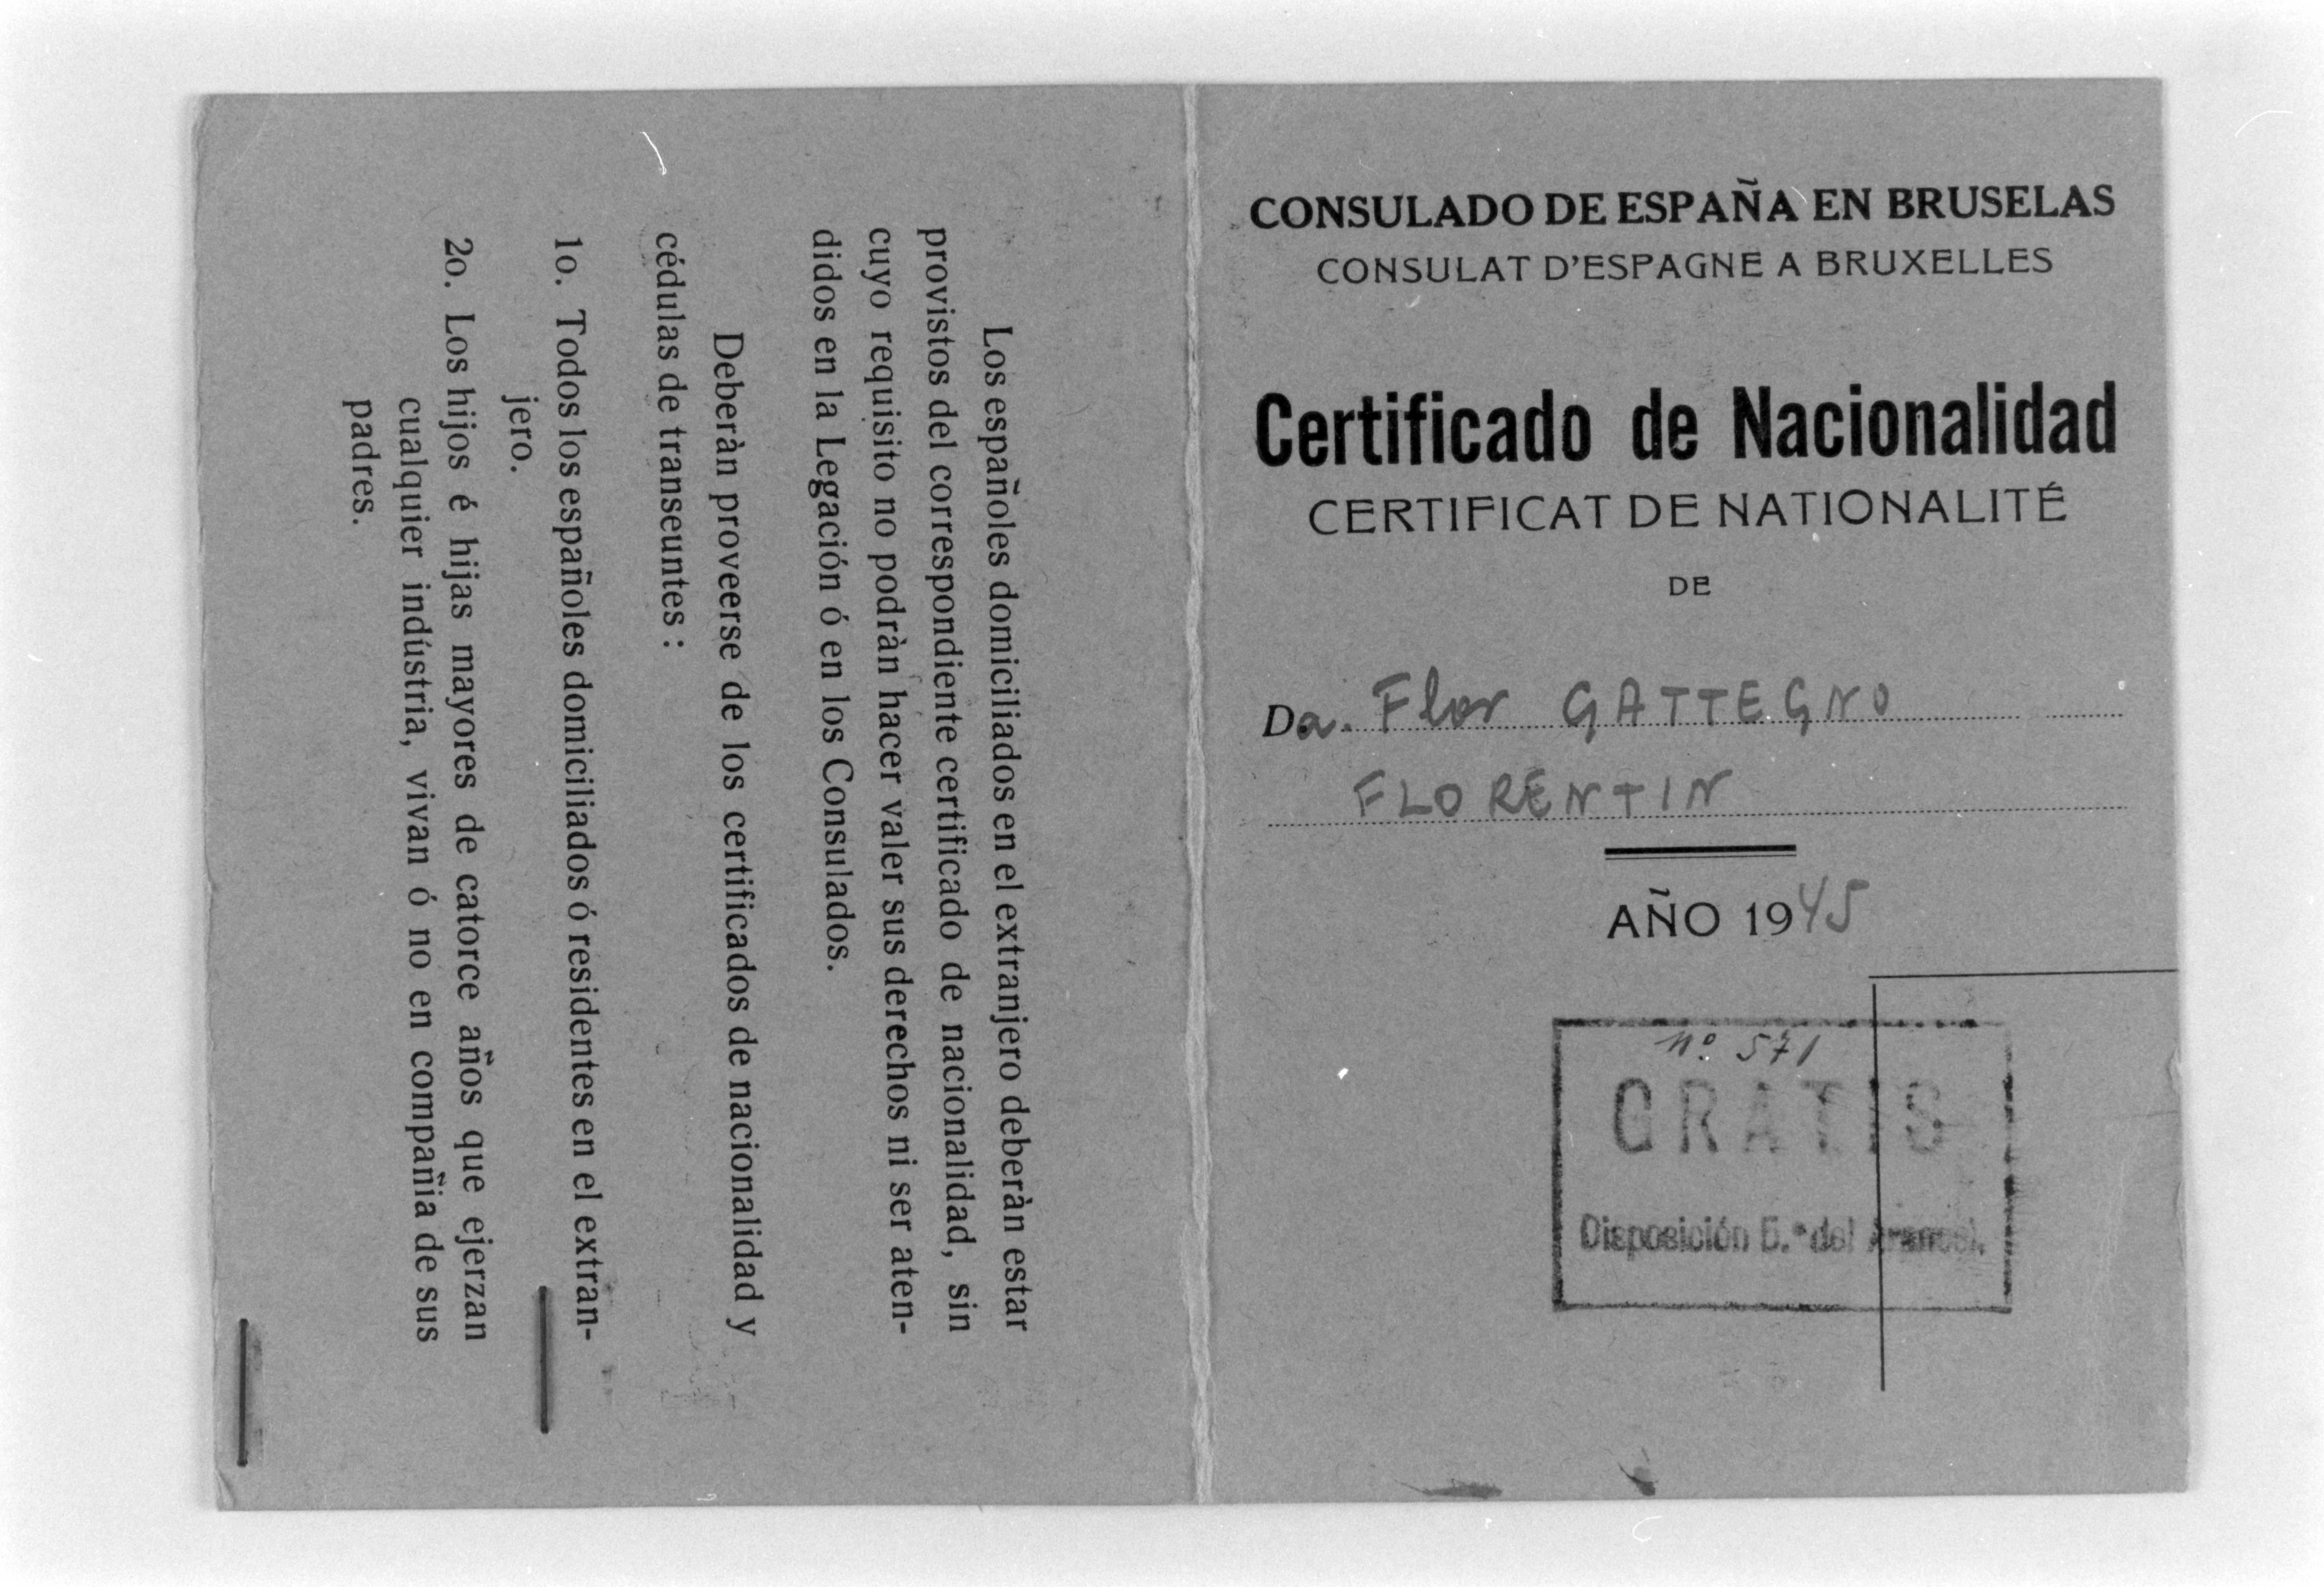 CONSULADO DE ESPAÑA EN BRUSELAS
CONSULAT D'ESPAGNE A BRUXELLES
Certificado de Nacionalidad
CERTIFICAT DE NATIONALITÉ
DE
Da. Flor GATTEGNO
FLORENTIN
AÑO 1945
Nº. 571
GRATIS
Disposición 5.ª del Arancel.
Los españoles domiciliados en el extranjero deberàn estar
provistos del correspondiente certificado de nacionalidad, sin
cuyo requisito no podràn hacer valer sus derechos ni ser aten-
didos en la Legación ó en los Consulados.
Deberàn proveerse de los certificados de nacionalidad y
cédulas de transeuntes :
1o. Todos los españoles domiciliados ó residentes en el extran-
jero.
2o. Los hijos é hijas mayores de catorce años que ejerzan
cualquier indústria, vivan ó no en compañia de sus
padres.